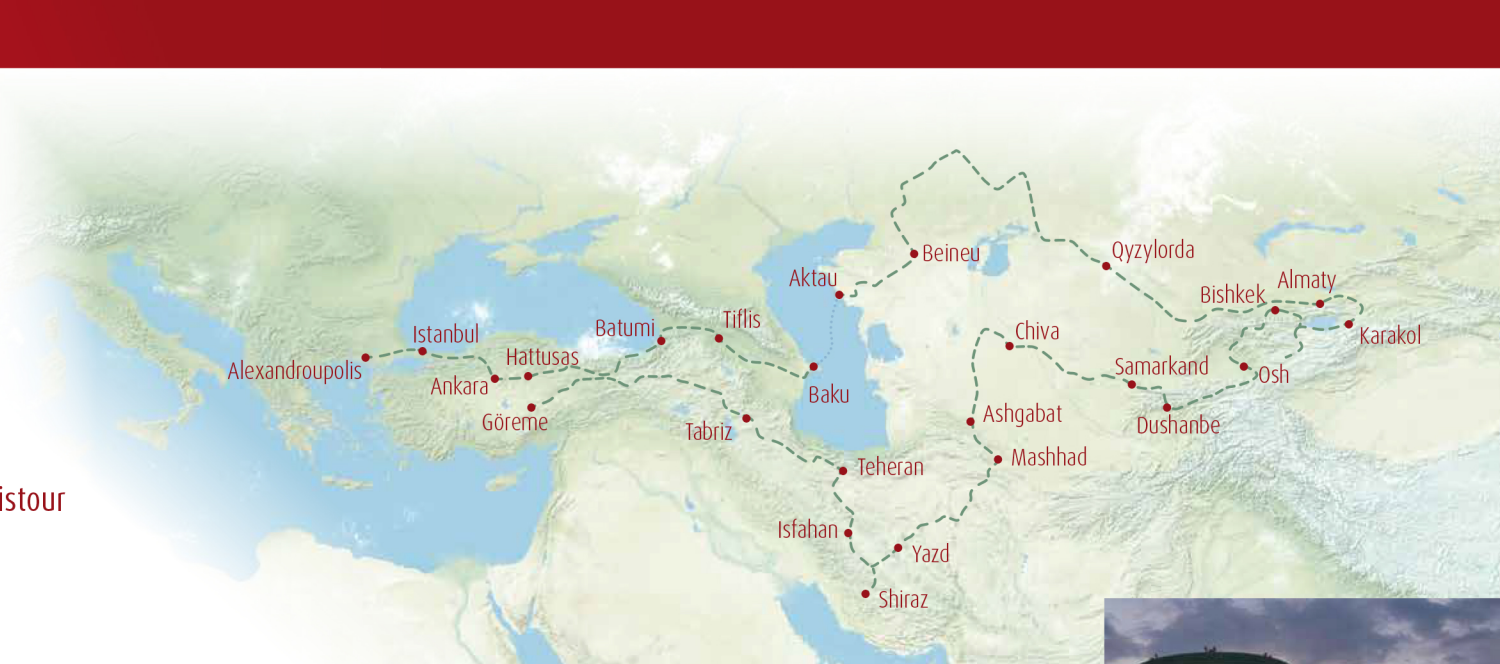 Beineu
Qyzylorda
Aktau
Almaty
Bishkek
Karakol
Tiflis
Batumi
Istanbul
Chiva
Hattusas
Alexandroupolis
Samarkand
Osh
Ankara
Baku
Göreme
Ashgabat
Dushanbe
Tabriz
Mashhad
Teheran
istour
Isfahan
Yazd
Shiraz